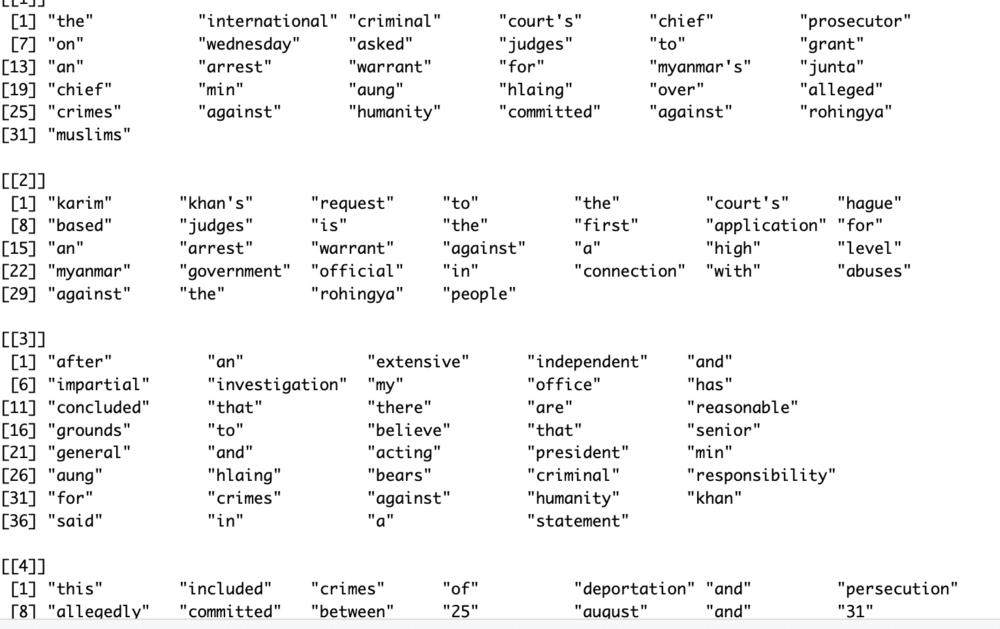 [[1]]
 [1] "the"            "international" "criminal"       "court's"        "chief"          "prosecutor"
 [7] "on"             "wednesday"     "asked"          "judges"         "to"             "grant"
[13] "an"             "arrest"        "warrant"        "for"            "myanmar's"      "junta"
[19] "chief"          "min"           "aung"           "hlaing"         "over"           "alleged"
[25] "crimes"         "against"       "humanity"       "committed"      "against"        "rohingya"
[31] "muslims"
[[2]]
 [1] "karim"        "khan's"       "request"      "to"           "the"          "court's"      "hague"
 [8] "based"        "judges"       "is"           "the"          "first"        "application" "for"
[15] "an"           "arrest"       "warrant"      "against"      "a"            "high"         "level"
[22] "myanmar"      "government"   "official"     "in"           "connection"   "with"         "abuses"
[29] "against"      "the"          "rohingya"     "people"
[[3]]
 [1] "after"           "an"              "extensive"       "independent"     "and"
 [6] "impartial"       "investigation"   "my"              "office"          "has"
[11] "concluded"       "that"            "there"           "are"             "reasonable"
[16] "grounds"         "to"              "believe"         "that"            "senior"
[21] "general"         "and"             "acting"          "president"       "min"
[26] "aung"            "hlaing"          "bears"           "criminal"        "responsibility"
[31] "for"             "crimes"          "against"         "humanity"        "khan"
[36] "said"            "in"              "a"               "statement"
[[4]]
 [1] "this"         "included"     "crimes"       "of"           "deportation" "and"          "persecution"
 [8] "allegedly"    "committed"    "between"      "25"           "august"       "and"          "31"